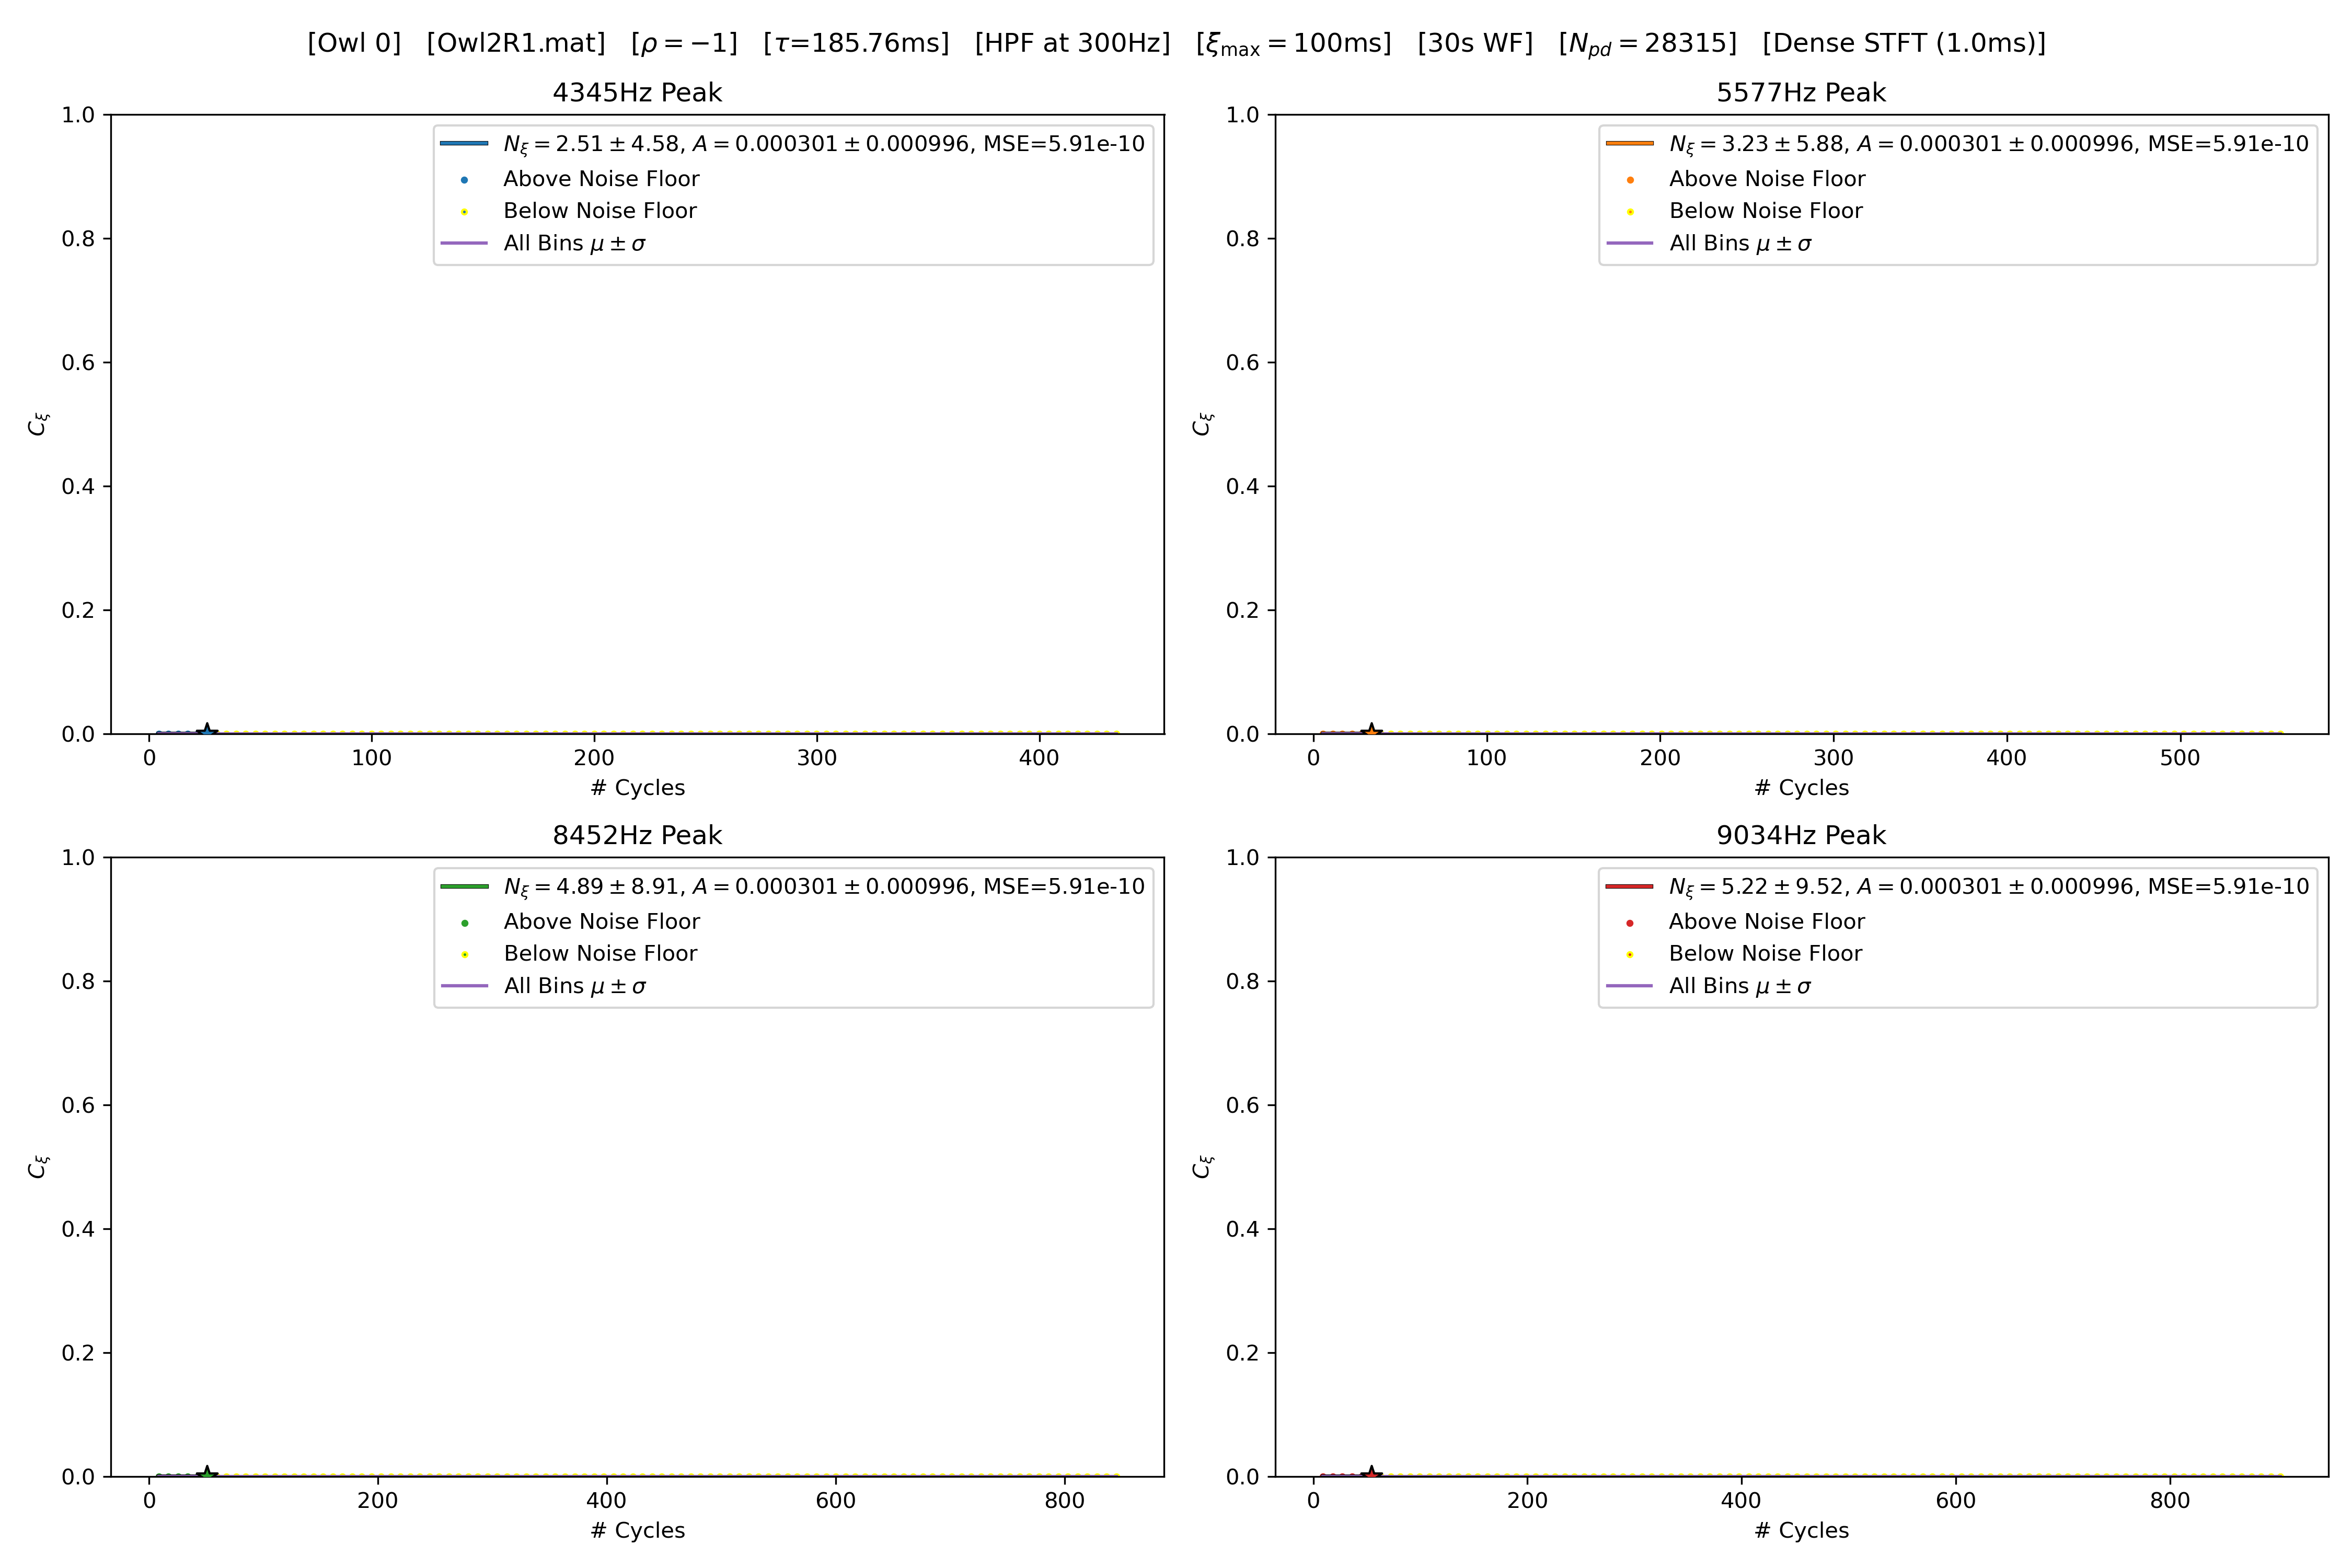 [Owl 0] [Owl2R1.mat] [ρ = −1] [τ=185.76ms] [HPF at 300Hz] [ξmax = 100ms] [30s WF] [Npd = 28315] [Dense STFT (1.0ms)]
4345Hz Peak
1.0
0.8
0.6
0.4
0.2
0.0
Cξ
Nξ = 2.51 ± 4.58, A = 0.000301 ± 0.000996, MSE=5.91e-10
Above Noise Floor
Below Noise Floor
All Bins μ ± σ
0 100 200 300 400
# Cycles
5577Hz Peak
1.0
0.8
0.6
0.4
0.2
0.0
Cξ
Nξ = 3.23 ± 5.88, A = 0.000301 ± 0.000996, MSE=5.91e-10
Above Noise Floor
Below Noise Floor
All Bins μ ± σ
0 100 200 300 400 500
# Cycles
8452Hz Peak
1.0
0.8
0.6
0.4
0.2
0.0
Cξ
Nξ = 4.89 ± 8.91, A = 0.000301 ± 0.000996, MSE=5.91e-10
Above Noise Floor
Below Noise Floor
All Bins μ ± σ
0 200 400 600 800
# Cycles
9034Hz Peak
1.0
0.8
0.6
0.4
0.2
0.0
Cξ
Nξ = 5.22 ± 9.52, A = 0.000301 ± 0.000996, MSE=5.91e-10
Above Noise Floor
Below Noise Floor
All Bins μ ± σ
0 200 400 600 800
# Cycles